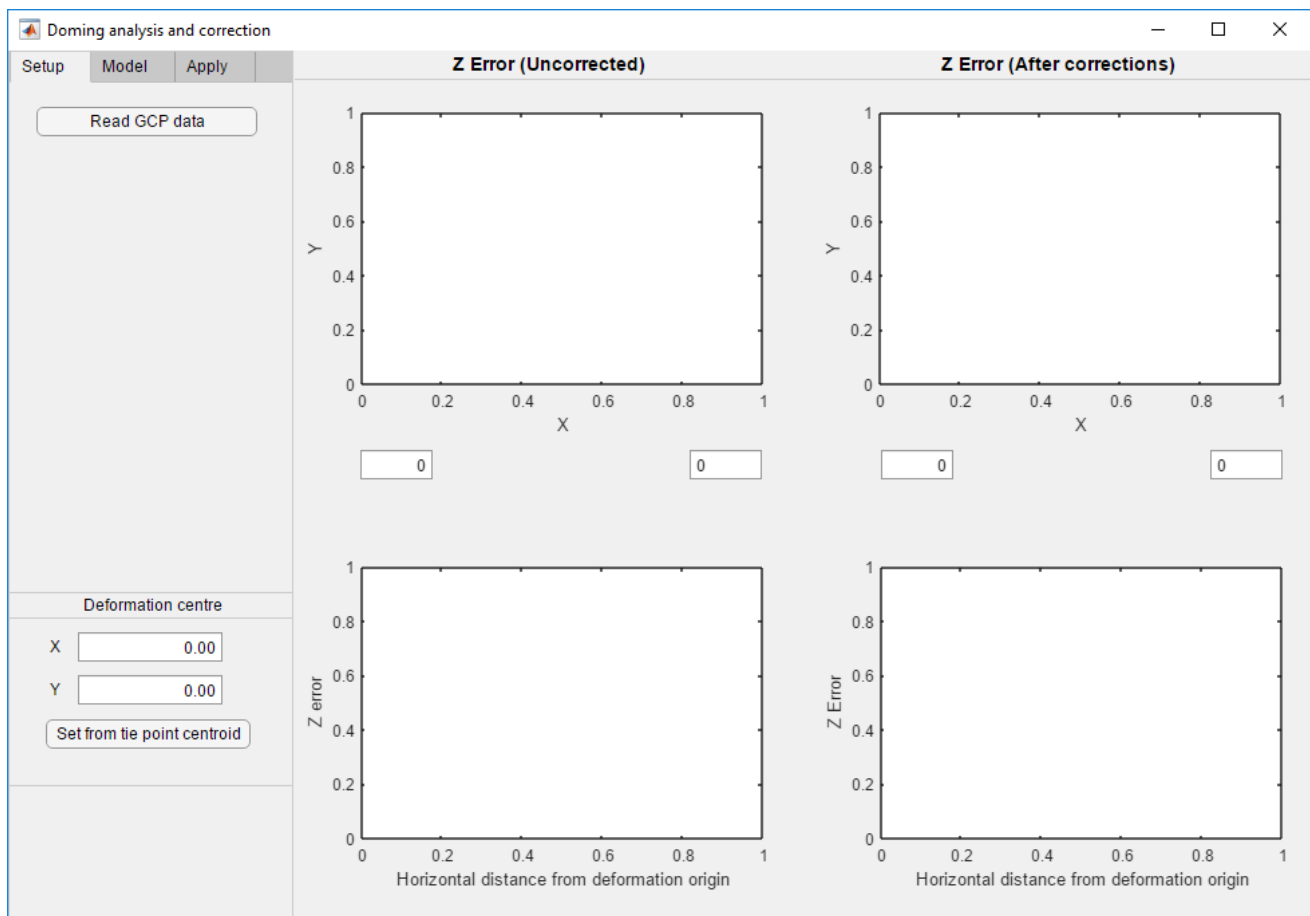 Doming analysis and correction
Setup Model Apply
Read GCP data
Deformation centre
X 0.00
Y 0.00
Set from tie point centroid
Z Error (Uncorrected)
1
0.8
0.6
Y
0.4
0.2
0
0 0.2 0.4 0.6 0.8 1
X
0 0
1
0.8
0.6
Z error
0.4
0.2
0
0 0.2 0.4 0.6 0.8 1
Horizontal distance from deformation origin
Z Error (After corrections)
1
0.8
0.6
Y
0.4
0.2
0
0 0.2 0.4 0.6 0.8 1
X
0 0
1
0.8
0.6
Z Error
0.4
0.2
0
0 0.2 0.4 0.6 0.8 1
Horizontal distance from deformation origin